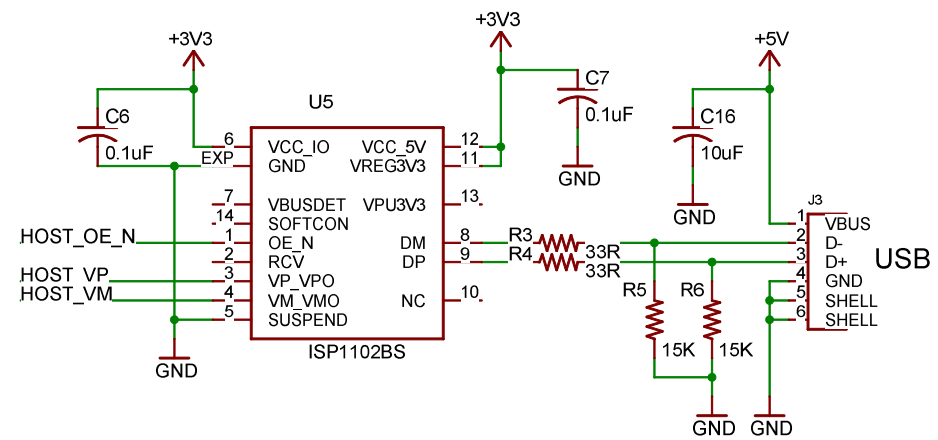 +3V3
+3V3
+5V
C6
0.1uF
U5
C7
0.1uF
GND
C16
10uF
GND
6 VCC_IO
EXP GND
7 VBUSDET
14 SOFTCON
HOST_OE_N 1 OE_N
2 RCV
HOST_VP 3 VP_VPO
HOST_VM 4 VM_VMO
5 SUSPEND
VCC_5V 12
VREG3V3 11
VPU3V3 13
DM 8
DP 9
NC 10
ISP1102BS
GND
R3 33R
R4 33R
R5
15K
R6
15K
GND
GND
J3
1 VBUS
2 D-
3 D+
4 GND
5 SHELL
6 SHELL
USB